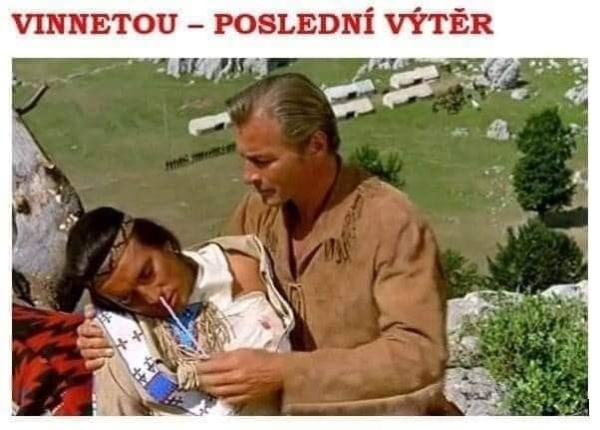 VINNETOU – POSLEDNÍ VÝTĚR